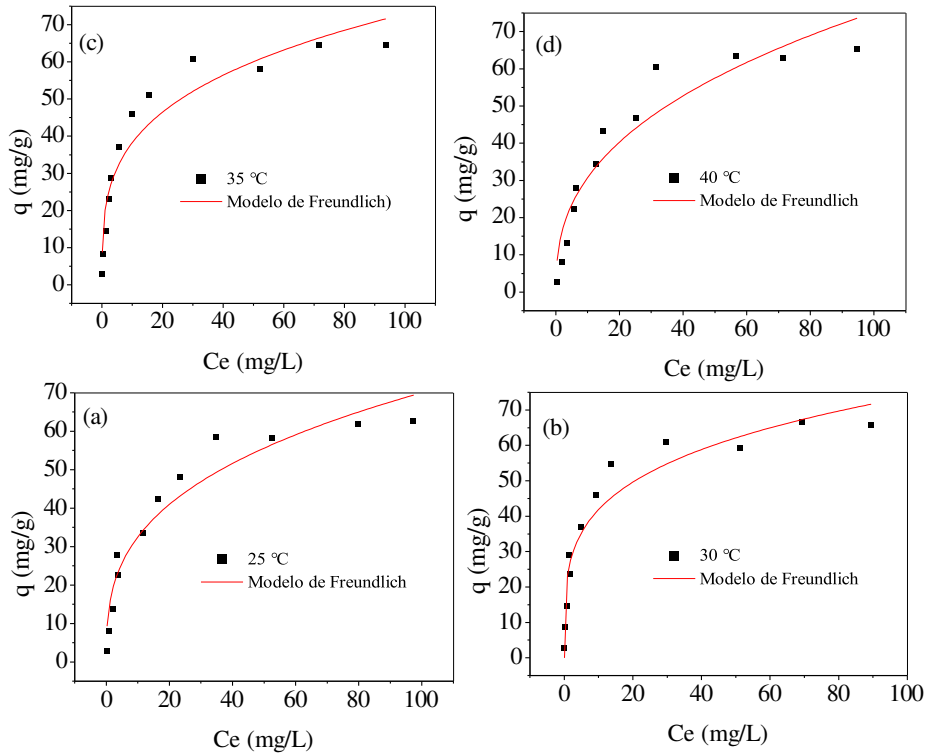 (c)
70
60
50
40
30
20
10
0
q (mg/g)
35 °C
Modelo de Freundlich)
0 20 40 60 80 100
Ce (mg/L)
(d)
70
60
50
40
30
20
10
0
q (mg/g)
40 °C
Modelo de Freundlich
0 20 40 60 80 100
Ce (mg/L)
(a)
70
60
50
40
30
20
10
0
q (mg/g)
25 °C
Modelo de Freundlich
0 20 40 60 80 100
Ce (mg/L)
(b)
70
60
50
40
30
20
10
0
q (mg/g)
30 °C
Modelo de Freundlich
0 20 40 60 80 100
Ce (mg/L)